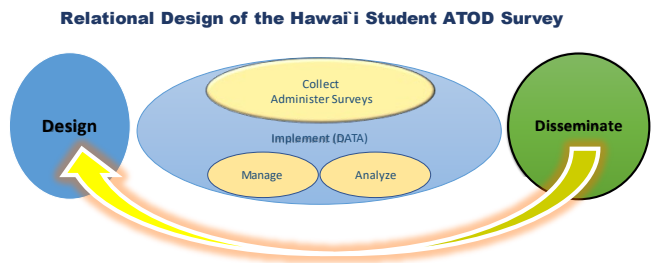 Relational Design of the Hawai`i Student ATOD Survey
Collect
Administer Surveys
Design
Implement (DATA)
Disseminate
Manage
Analyze